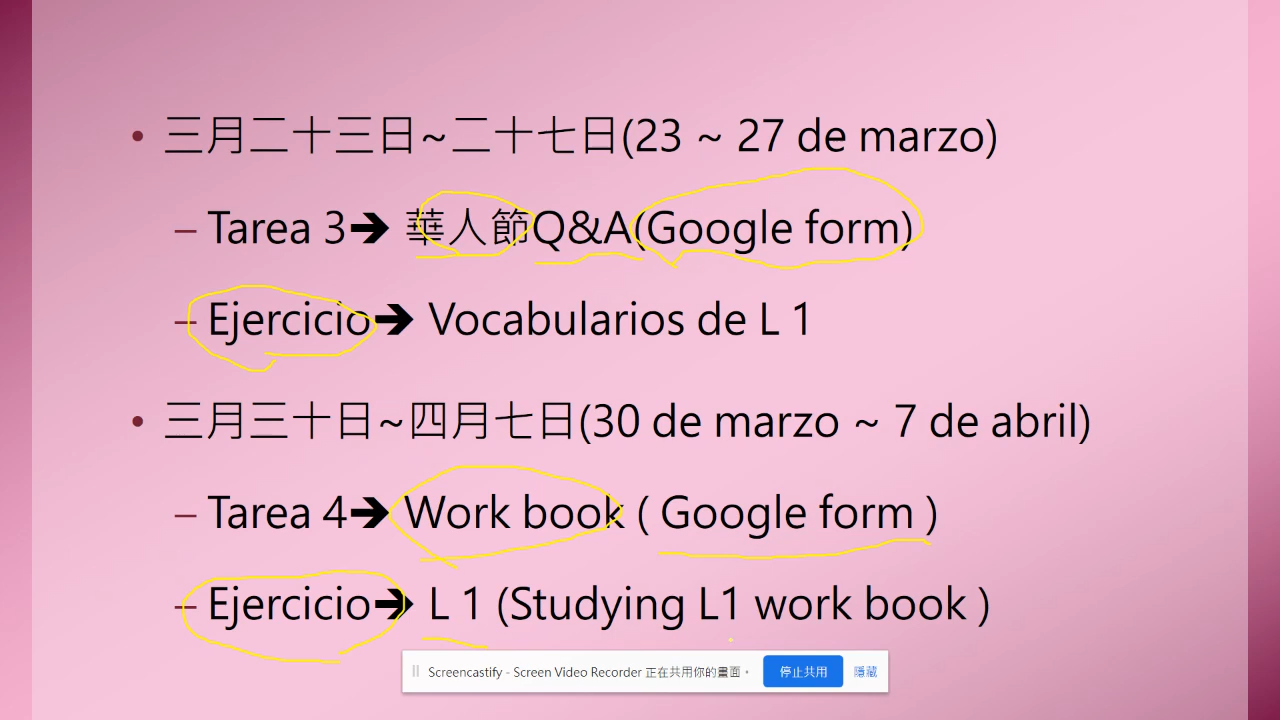 • 三月二十三日~二十七日(23 ~ 27 de marzo)
– Tarea 3➔ 華人節Q&A(Google form)
– Ejercicio➔ Vocabularios de L 1
• 三月三十日~四月七日(30 de marzo ~ 7 de abril)
– Tarea 4➔ Work book ( Google form )
– Ejercicio➔ L 1 (Studying L1 work book )
Screencastify - Screen Video Recorder 正在共用你的畫面。 停止共用 隱藏